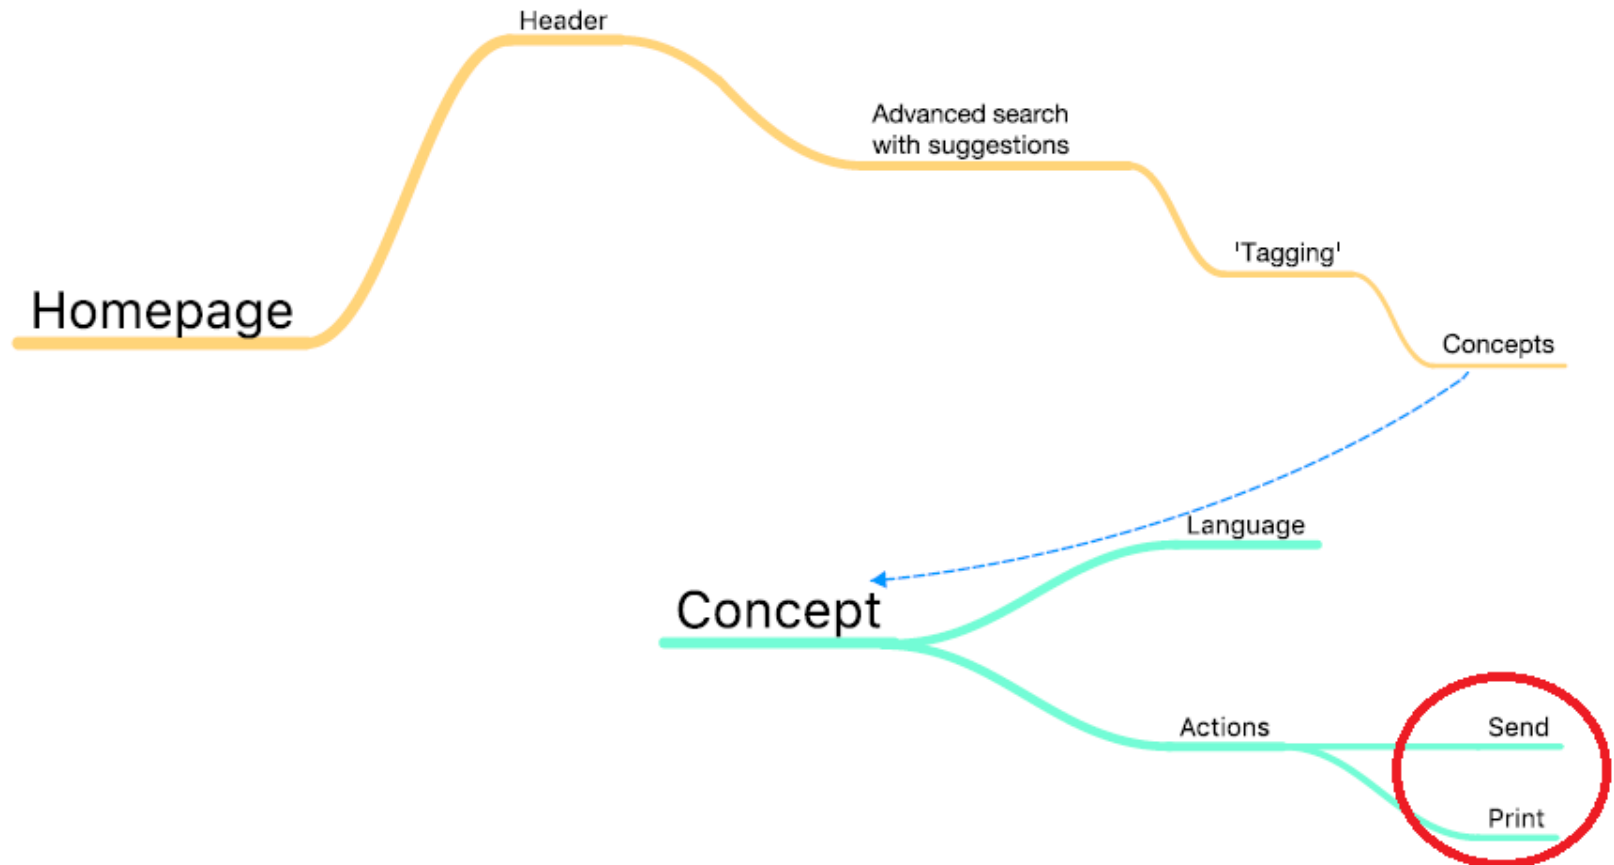 Header
Advanced search
with suggestions
'Tagging'
Homepage
Concepts
Language
Concept
Actions
Send
Print